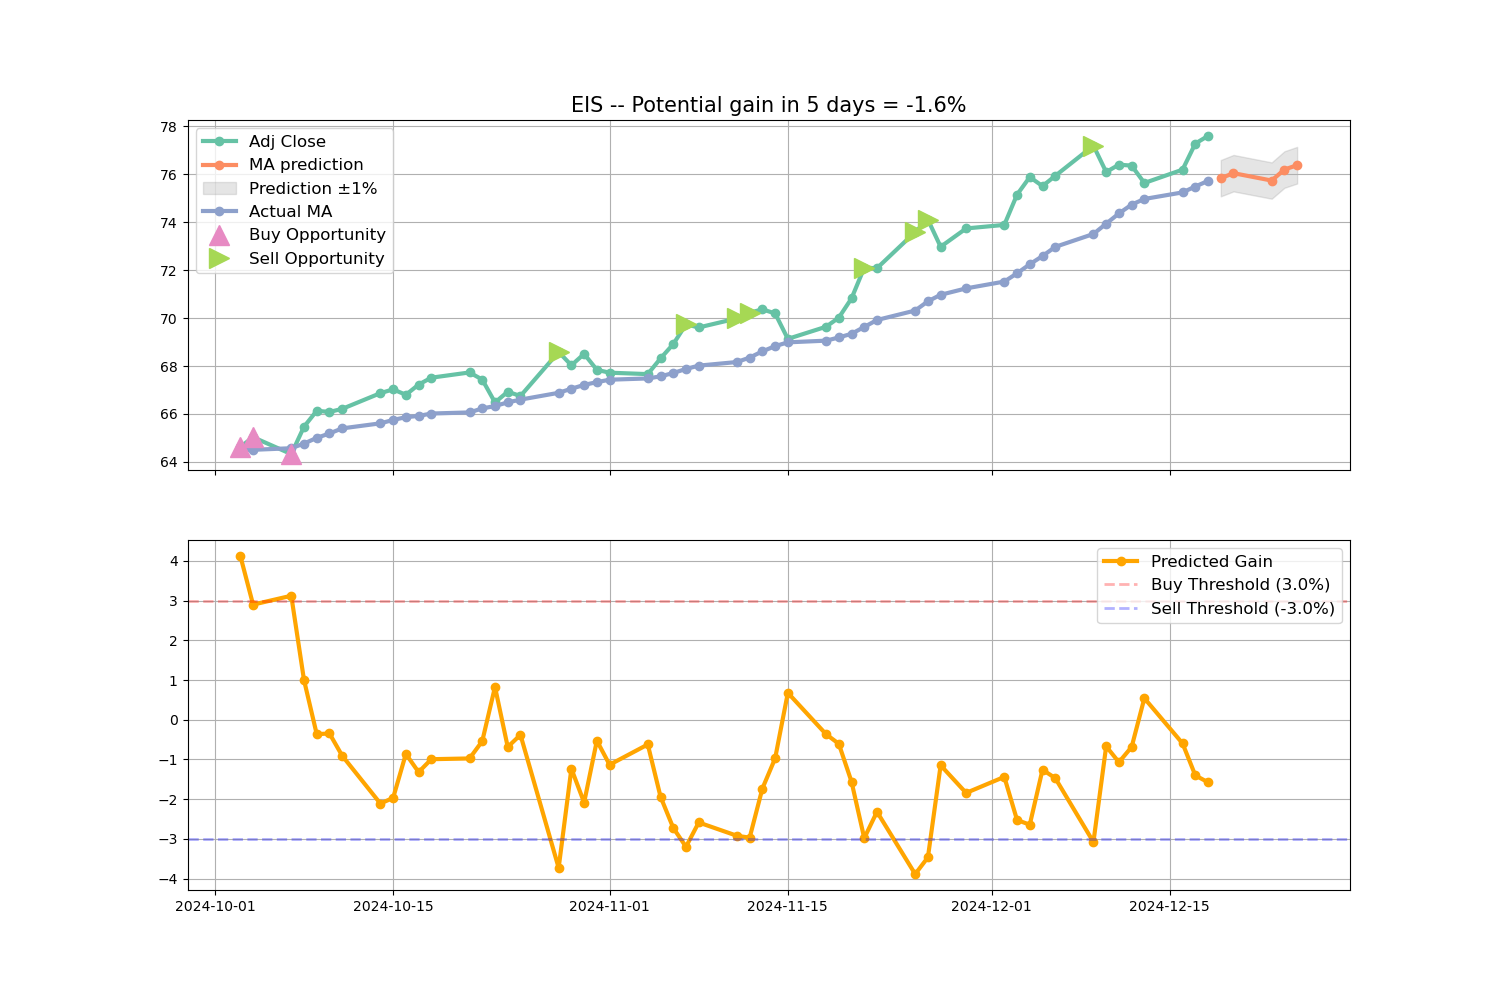 EIS -- Potential gain in 5 days = -1.6%
78
76
74
72
70
68
66
64
Adj Close
MA prediction
Prediction ±1%
Actual MA
Buy Opportunity
Sell Opportunity
4
3
2
1
0
−1
−2
−3
−4
Predicted Gain
Buy Threshold (3.0%)
Sell Threshold (-3.0%)
2024-10-01 2024-10-15 2024-11-01 2024-11-15 2024-12-01 2024-12-15